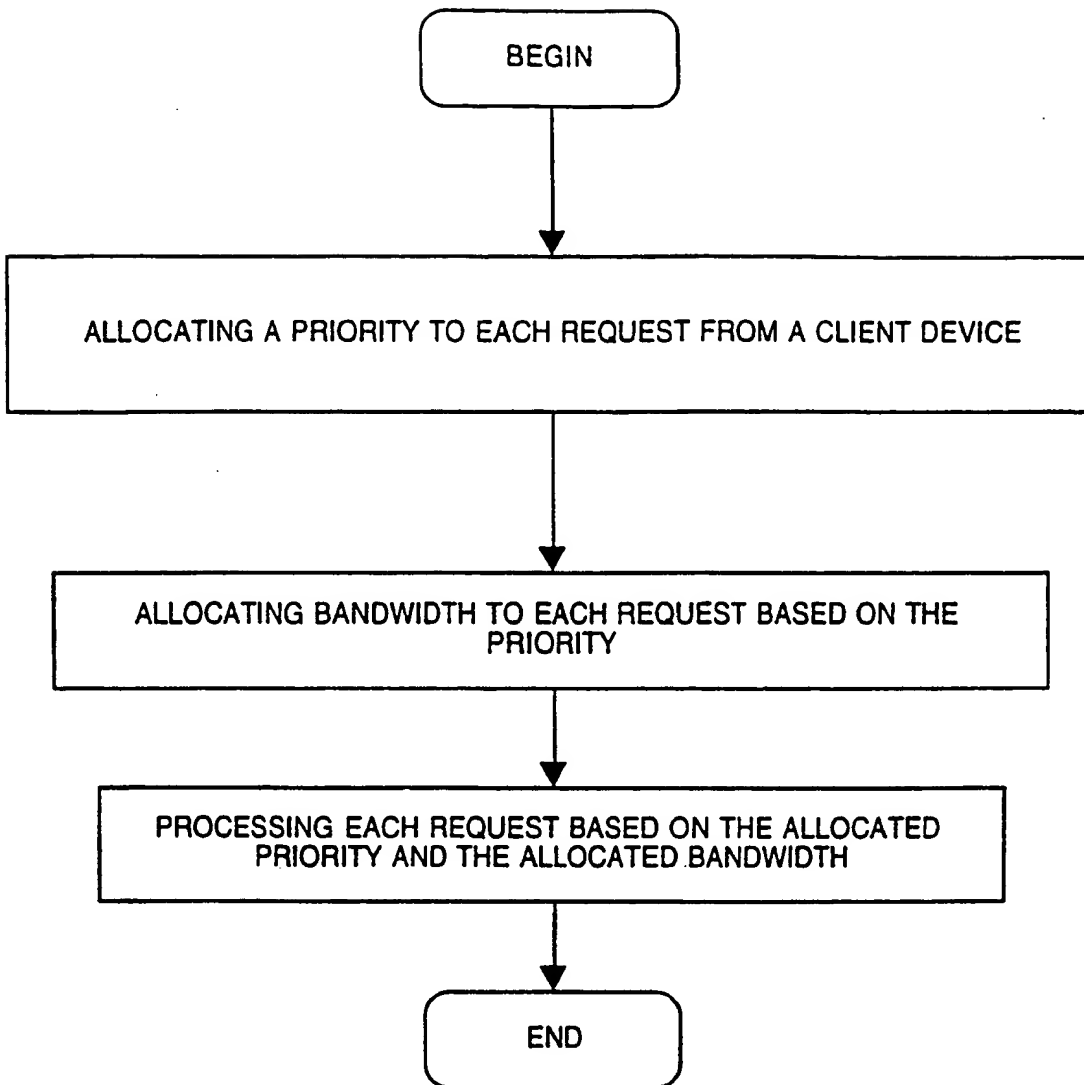 BEGIN
ALLOCATING A PRIORITY TO EACH REQUEST FROM A CLIENT DEVICE
ALLOCATING BANDWIDTH TO EACH REQUEST BASED ON THE
PRIORITY
PROCESSING EACH REQUEST BASED ON THE ALLOCATED
PRIORITY AND THE ALLOCATED BANDWIDTH
END